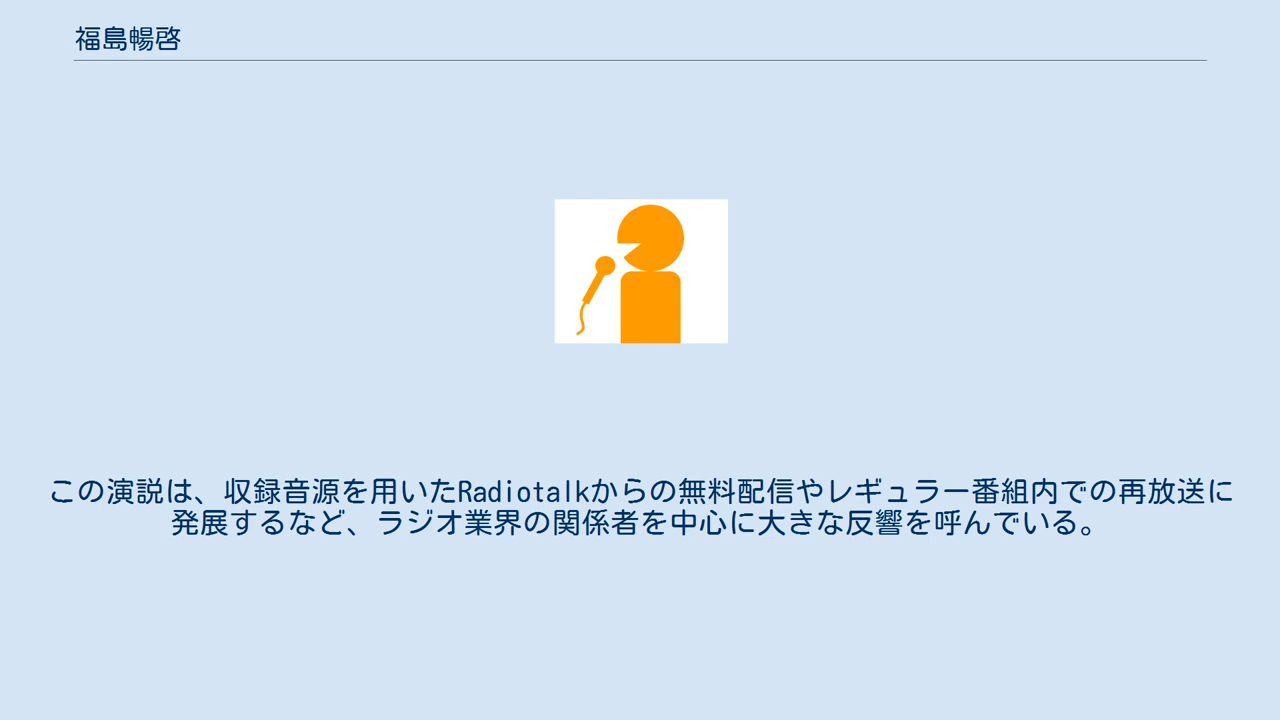 福島暢啓
この演説は、収録音源を用いたRadiotalkからの無料配信やレギュラー番組内での再放送に
発展するなど、ラジオ業界の関係者を中心に大きな反響を呼んでいる。